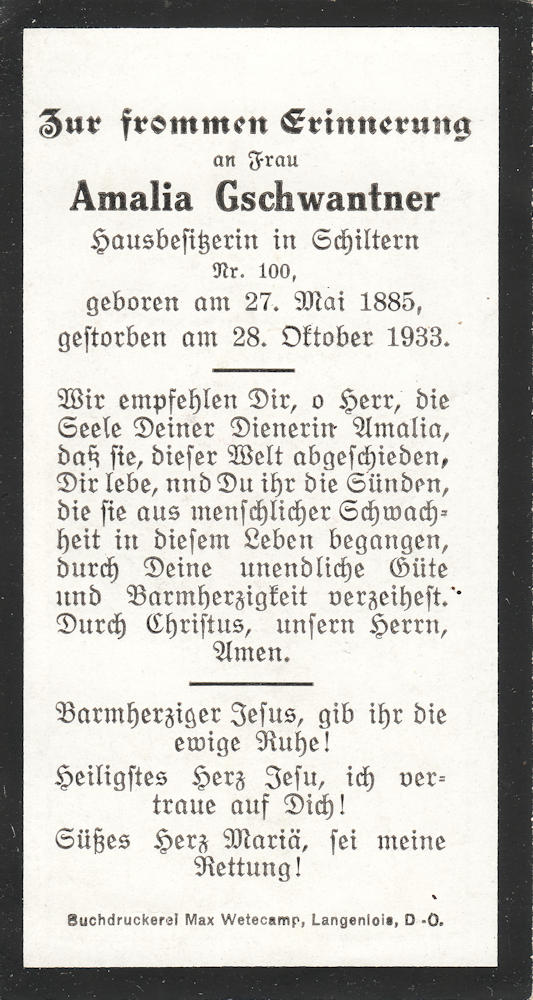 Zur frommen Erinnerung
an Frau
Amalia Gschwantner
Hausbesitzerin in Schiltern
Nr. 100,
geboren am 27. Mai 1885,
gestorben am 28. Oktober 1933.
Wir empfehlen Dir, o Herr, die
Seele Deiner Dienerin Amalia,
daß sie, dieser Welt abgeschieden,
Dir lebe, nnd Du ihr die Sünden,
die sie aus menschlicher Schwach-
heit in diesem Leben begangen,
durch Deine unendliche Güte
und Barmherzigkeit verzeihest.
Durch Christus, unsern Herrn,
Amen.
Barmherziger Jesus, gib ihr die
ewige Ruhe!
Heiligstes Herz Jesu, ich ver-
traue auf Dich!
Süßes Herz Mariä, sei meine
Rettung!
Buchdruckerei Max Wetecamp, Langenlois, D.-Ö.